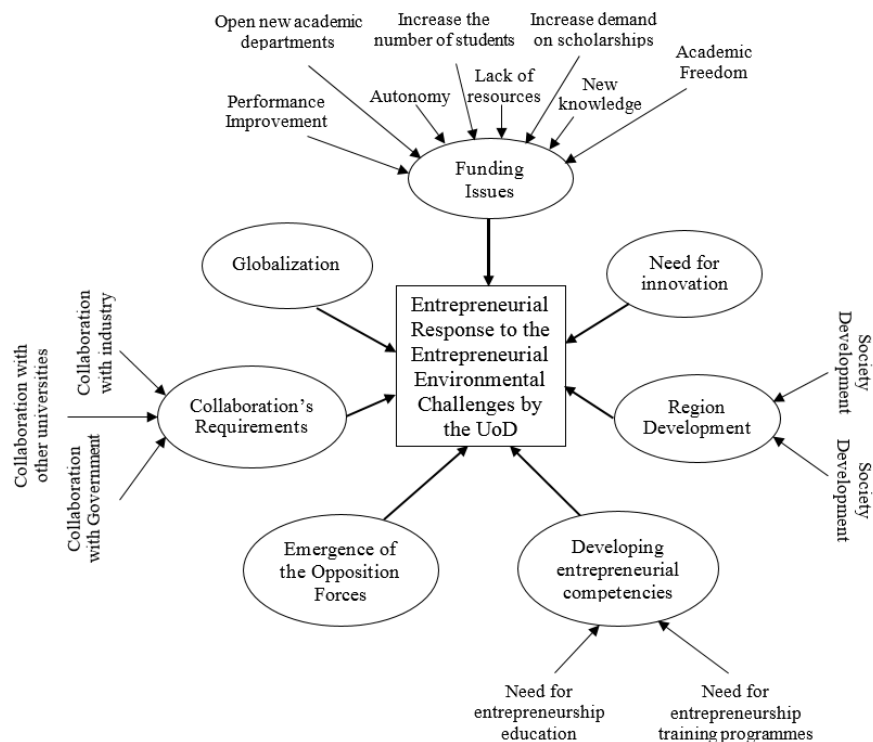 Open new academic
departments
Increase the
number of students
Increase demand
on scholarships
Academic
Freedom
Performance
Improvement
Autonomy
Lack of
resources
New
knowledge
Funding
Issues
Globalization
Need for
innovation
Entrepreneurial
Response to the
Entrepreneurial
Environmental
Challenges by
the UoD
Collaboration with
other universities
Collaboration
with industry
Collaboration
with Government
Collaboration's
Requirements
Region
Development
Society
Development
Society
Development
Emergence of
the Opposition
Forces
Developing
entrepreneurial
competencies
Need for
entrepreneurship
education
Need for
entrepreneurship
training programmes